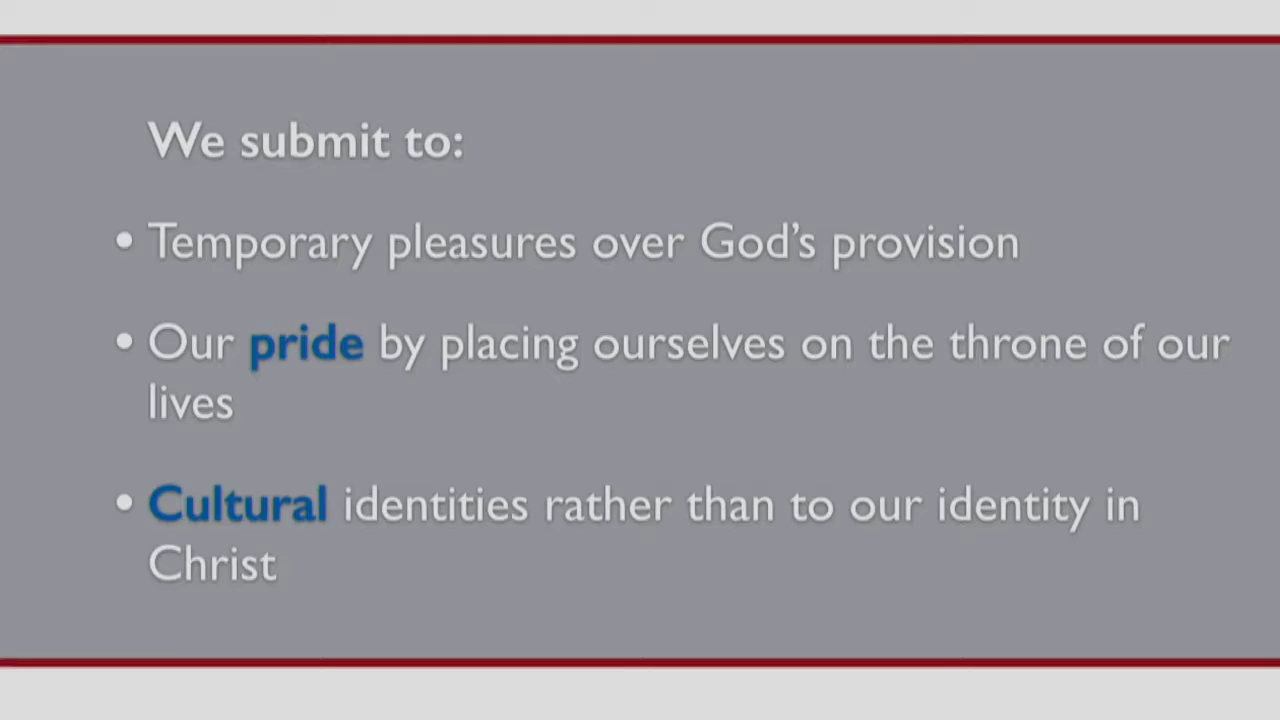 We submit to:
• Temporary pleasures over God’s provision
• Our pride by placing ourselves on the throne of our
lives
• Cultural identities rather than to our identity in
Christ